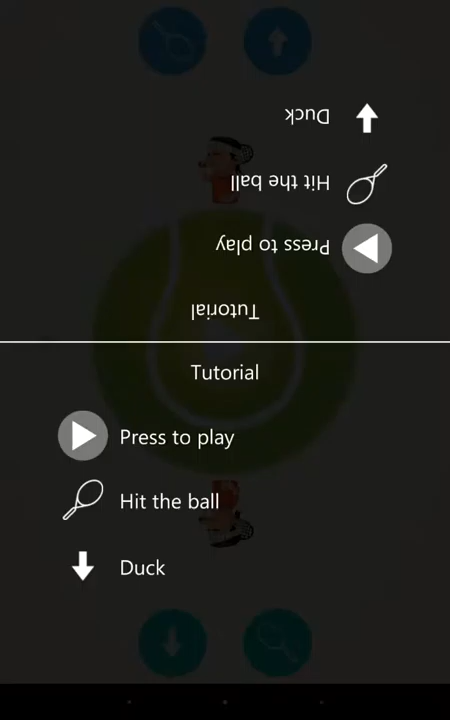 Duck
Hit the ball
Press to play
Tutorial
Tutorial
Press to play
Hit the ball
Duck